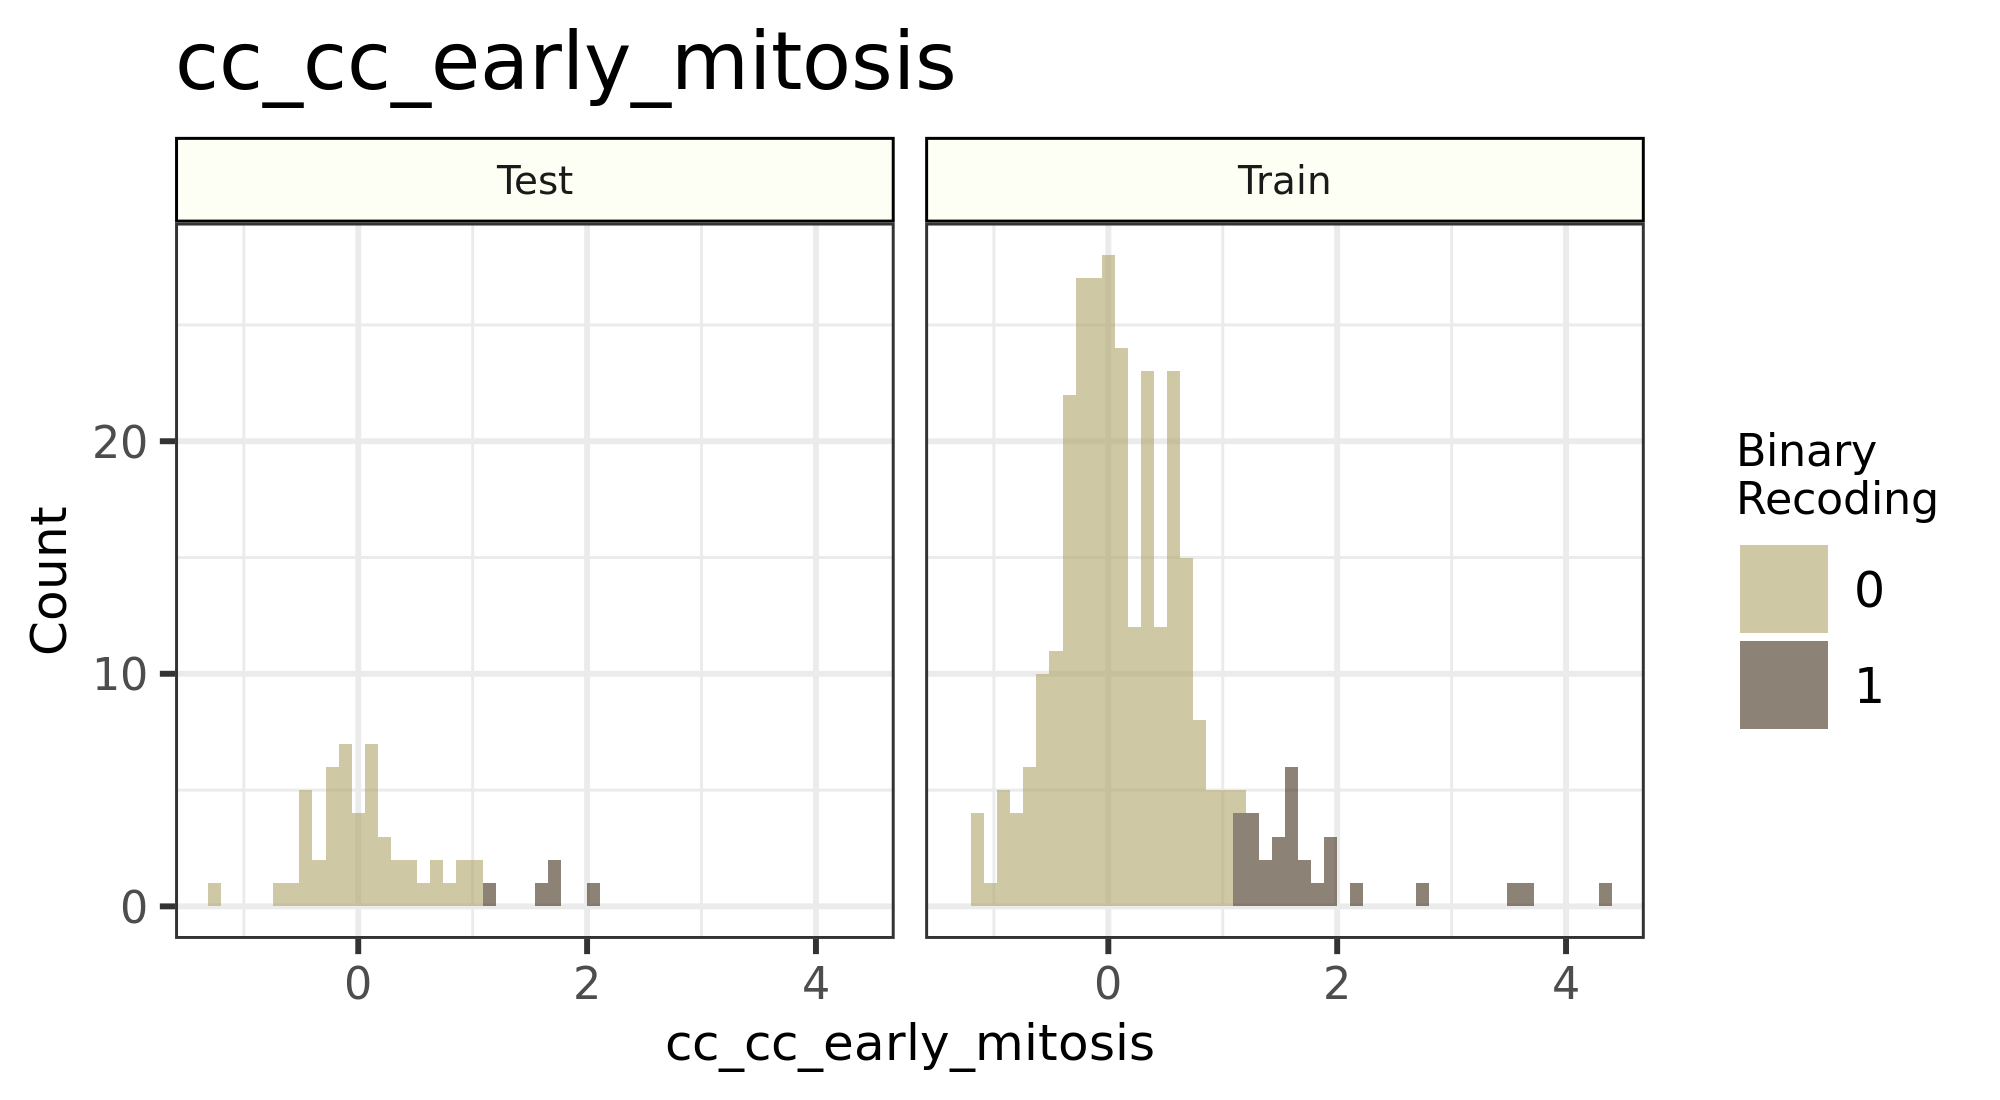 cc_cc_early_mitosis
Test
Train
20
10
0
Count
0
2
4
0
2
4
cc_cc_early_mitosis
Binary
Recoding
0
1